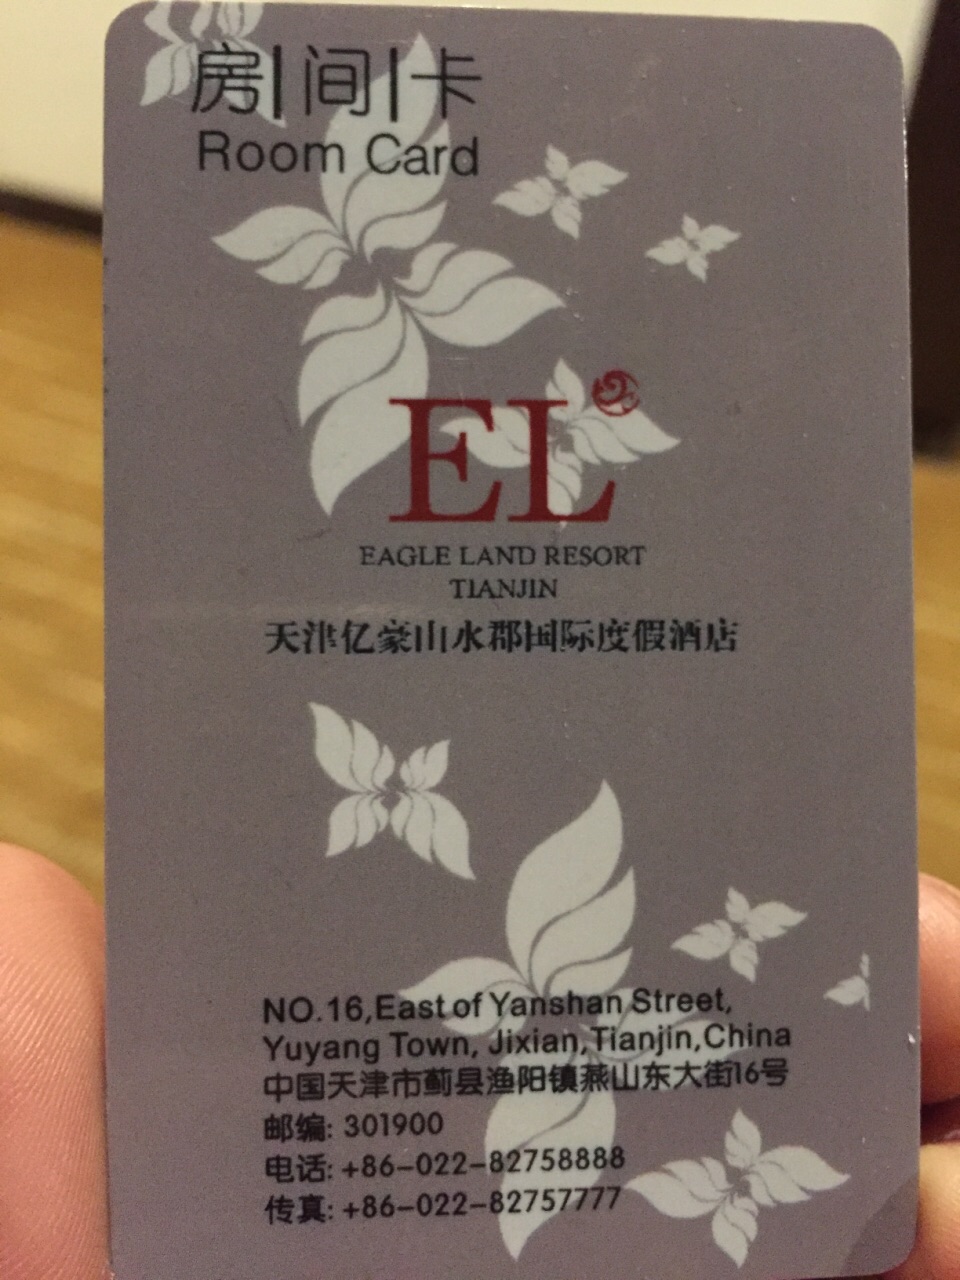 房|间|卡
Room Card
EL
EAGLE LAND RESORT
TIANJIN
天津亿豪山水郡国际度假酒店
NO.16,East of Yanshan Street,
Yuyang Town, Jixian,Tianjin,China
中国天津市蓟县渔阳镇燕山东大街16号
邮编: 301900
电话: +86-022-82758888
传真: +86-022-82757777